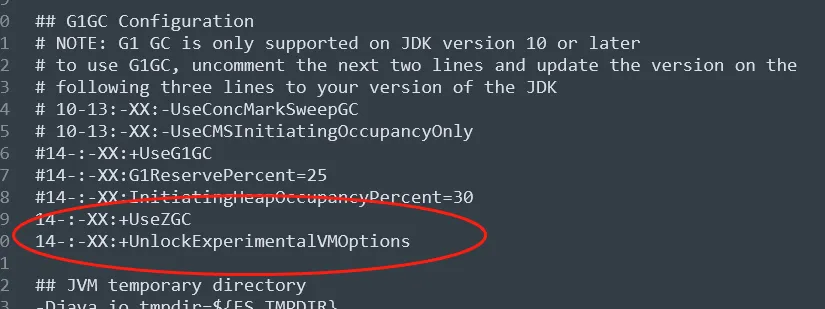 0 ## G1GC Configuration
1 # NOTE: G1 GC is only supported on JDK version 10 or later
2 # to use G1GC, uncomment the next two lines and update the version on the
3 # following three lines to your version of the JDK
4 # 10-13:-XX:-UseConcMarkSweepGC
5 # 10-13:-XX:-UseCMSInitiatingOccupancyOnly
6 #14-:-XX:+UseG1GC
7 #14-:-XX:G1ReservePercent=25
8 #14-:-XX:InitiatingHeapOccupancyPercent=30
9 14-:-XX:+UseZGC
0 14-:-XX:+UnlockExperimentalVMOptions
1
2 ## JVM temporary directory
3 -Djava.io.tmpdir=${ES_TMPDIR}